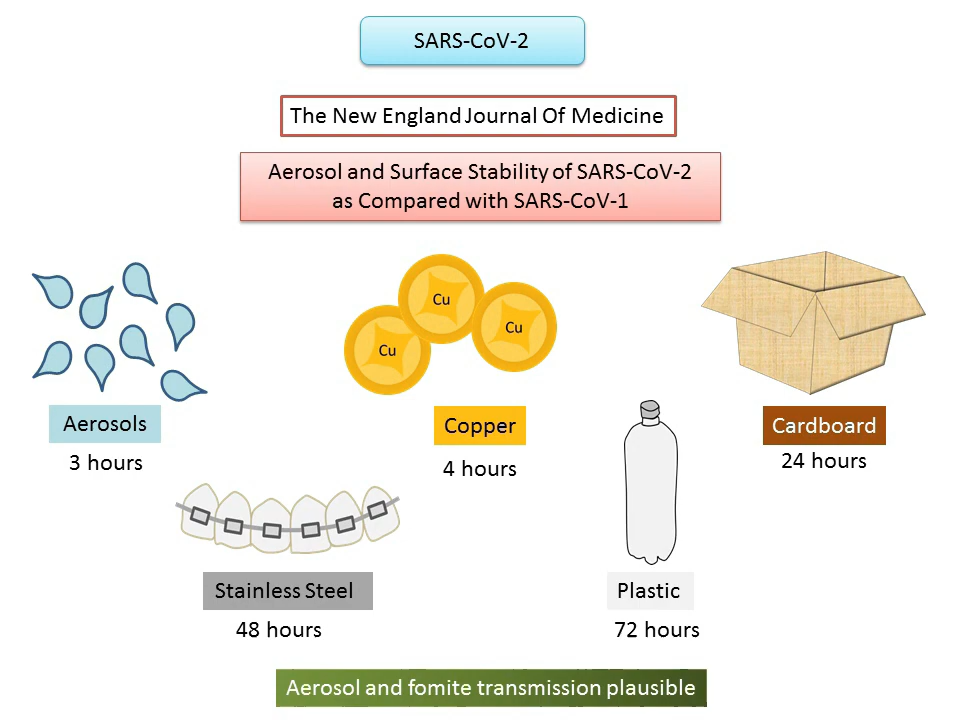 SARS-CoV-2
The New England Journal Of Medicine
Aerosol and Surface Stability of SARS-CoV-2
as Compared with SARS-CoV-1
Cu
Cu
Cu
Aerosols
3 hours
Copper
4 hours
Cardboard
24 hours
Stainless Steel
48 hours
Plastic
72 hours
Aerosol and fomite transmission plausible